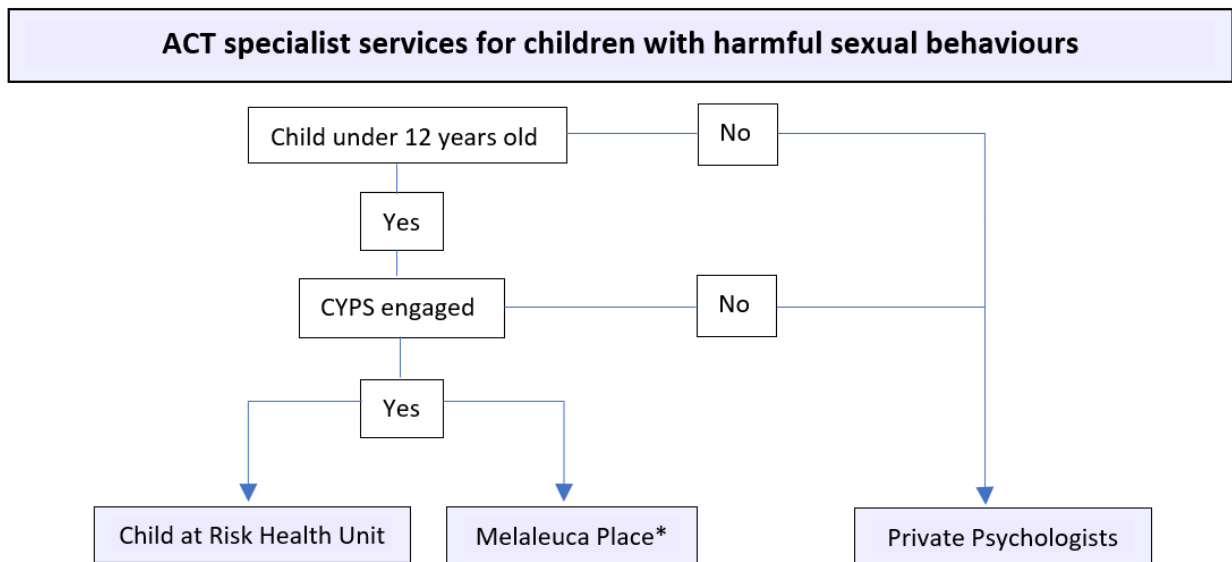 ACT specialist services for children with harmful sexual behaviours
Child under 12 years old
No
Yes
CYPS engaged
No
Yes
Child at Risk Health Unit
Melaleuca Place*
Private Psychologists